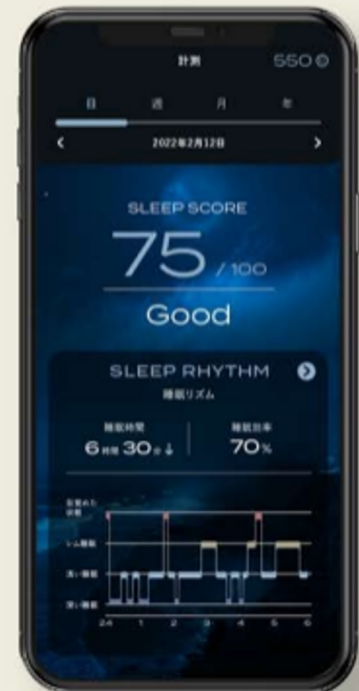 計測 550
日 週 月 年
2022年2月12日
SLEEP SCORE
75 / 100
Good
SLEEP RHYTHM
睡眠リズム
睡眠時間 睡眠効率
6時間30分↓ 70%
目覚めた
状態
レム睡眠
浅い睡眠
深い睡眠
24 1 2 3 4 5 6